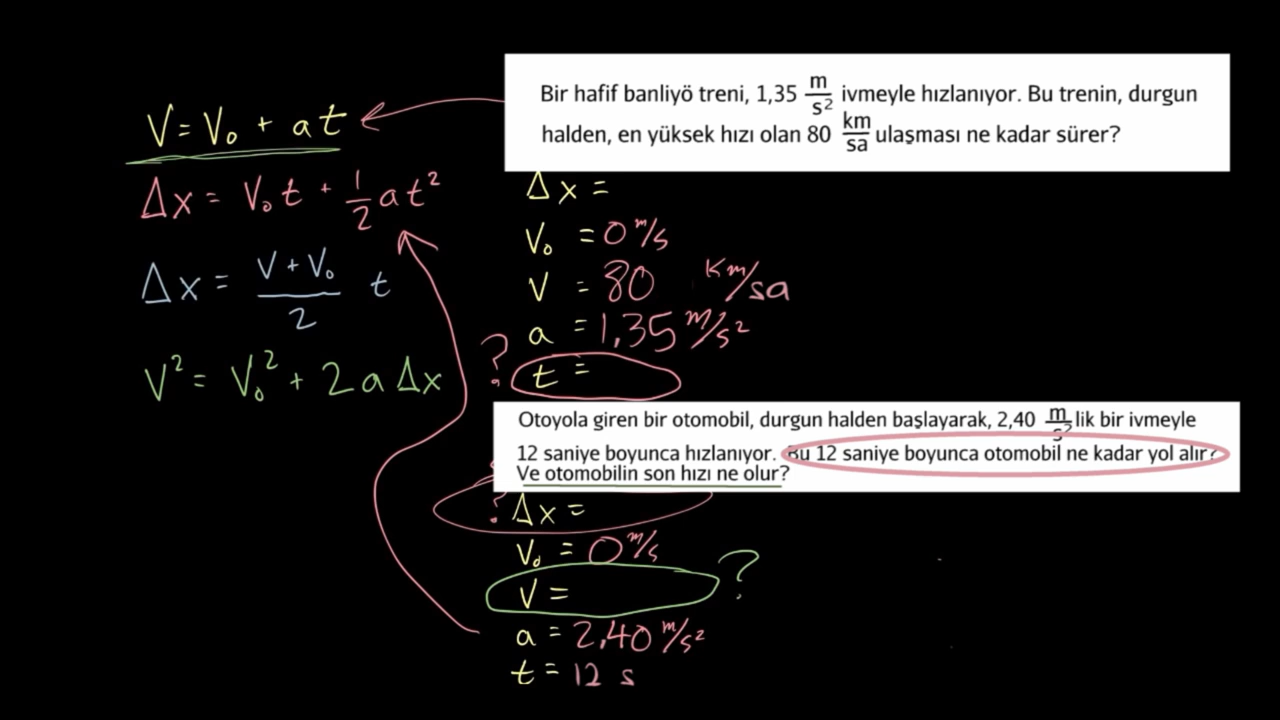 V = V₀ + at
Δx = V₀t + 1/2 at²
Δx = (V + V₀)/2 t
V² = V₀² + 2aΔx
Bir hafif banliyö treni, 1,35 m/s² ivmeyle hızlanıyor. Bu trenin, durgun
halden, en yüksek hızı olan 80 km/sa ulaşması ne kadar sürer?
Δx =
V₀ = 0 m/s
V = 80 Km/sa
a = 1,35 m/s²
? t =
Otoyola giren bir otomobil, durgun halden başlayarak, 2,40 m/s² lik bir ivmeyle
12 saniye boyunca hızlanıyor. Bu 12 saniye boyunca otomobil ne kadar yol alır?
Ve otomobilin son hızı ne olur?
? Δx =
V₀ = 0 m/s
V = ?
a = 2,40 m/s²
t = 12 s